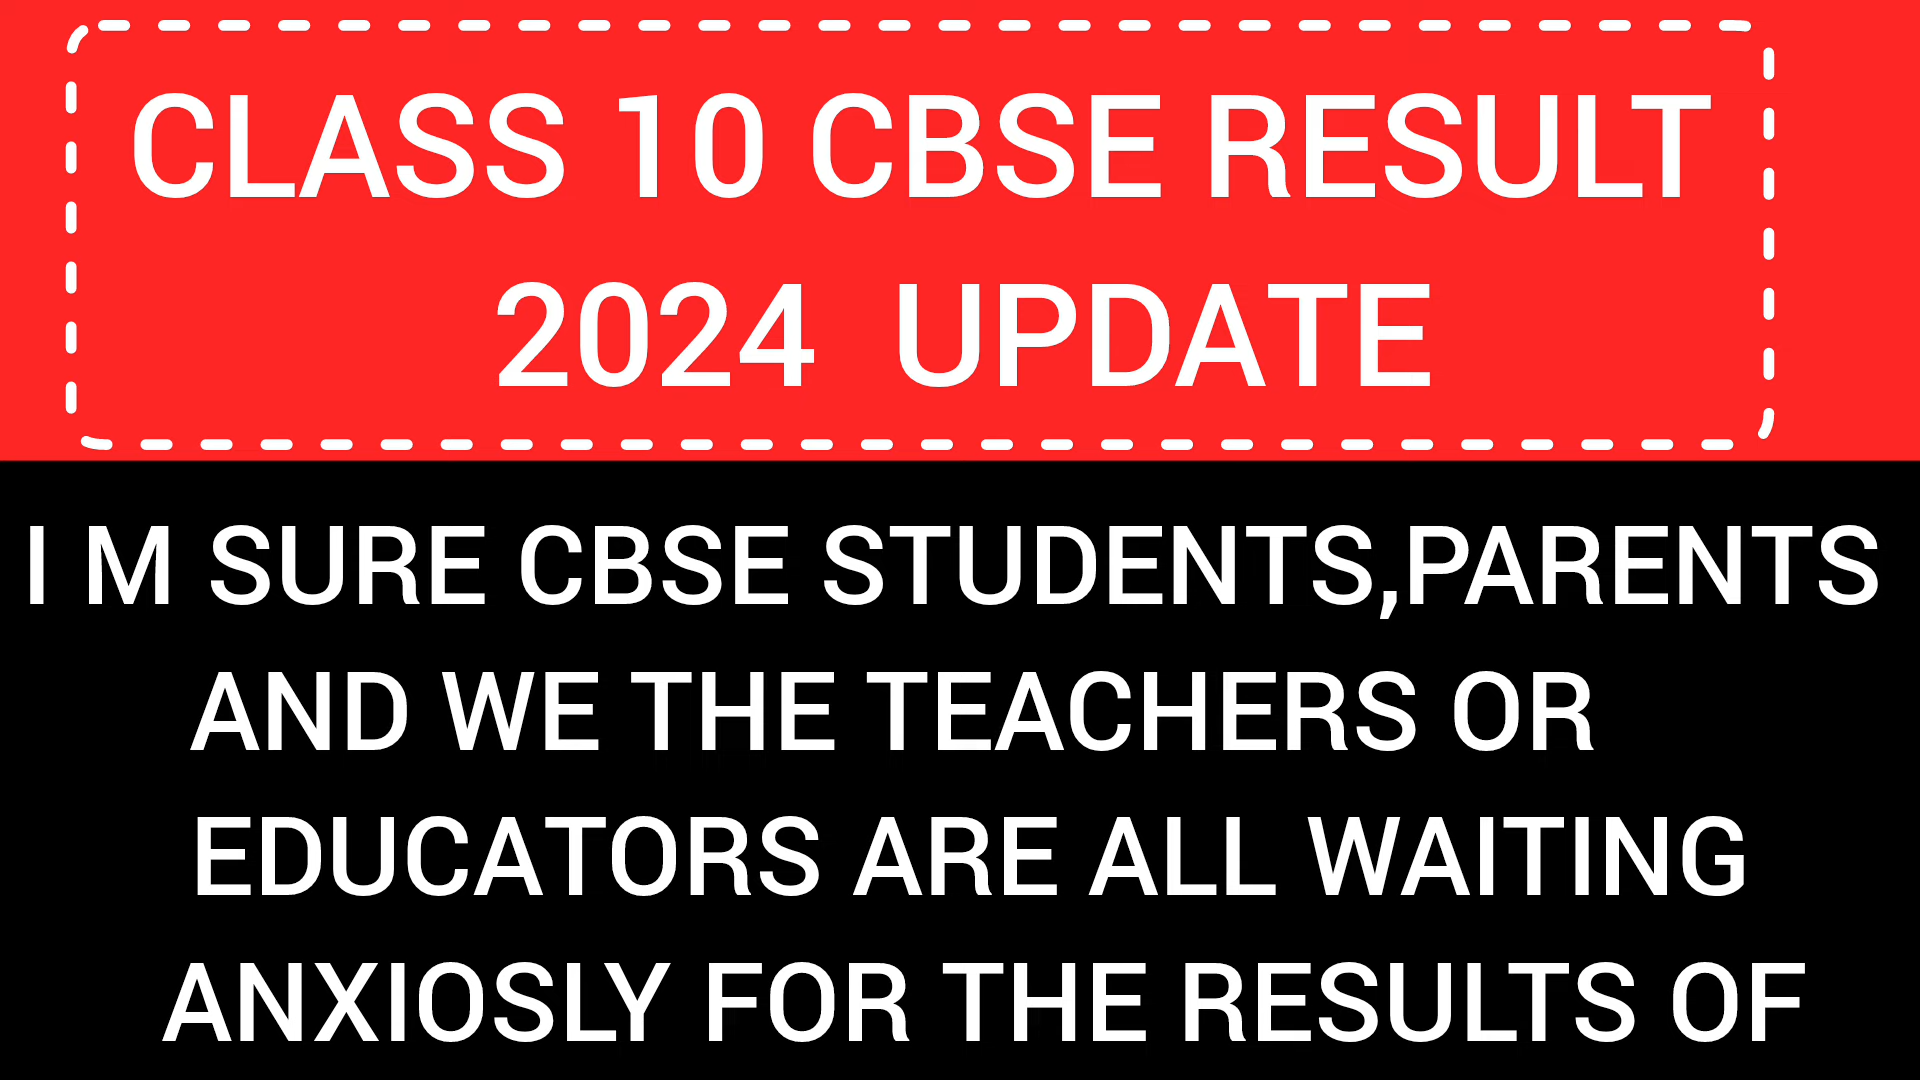 CLASS 10 CBSE RESULT
2024 UPDATE
I M SURE CBSE STUDENTS,PARENTS
AND WE THE TEACHERS OR
EDUCATORS ARE ALL WAITING
ANXIOSLY FOR THE RESULTS OF